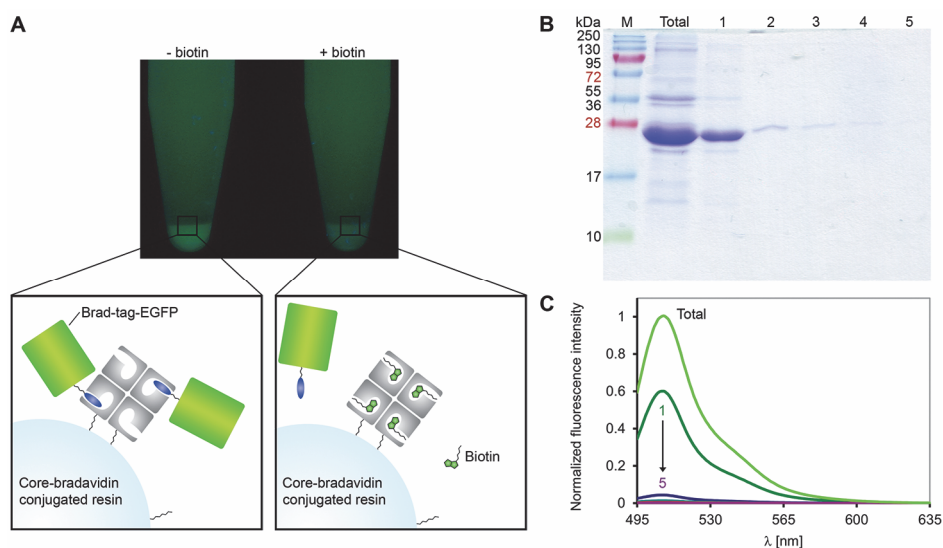 A
- biotin
+ biotin
Brad-tag-EGFP
Core-bradavidin
conjugated resin
Core-bradavidin
conjugated resin
Biotin
B
kDa M Total 1 2 3 4 5
250
130
95
72
55
36
28
17
10
C
Normalized fluorescence intensity
1
0.8
0.6
0.4
0.2
0
Total
1
5
495 530 565 600 635
λ [nm]